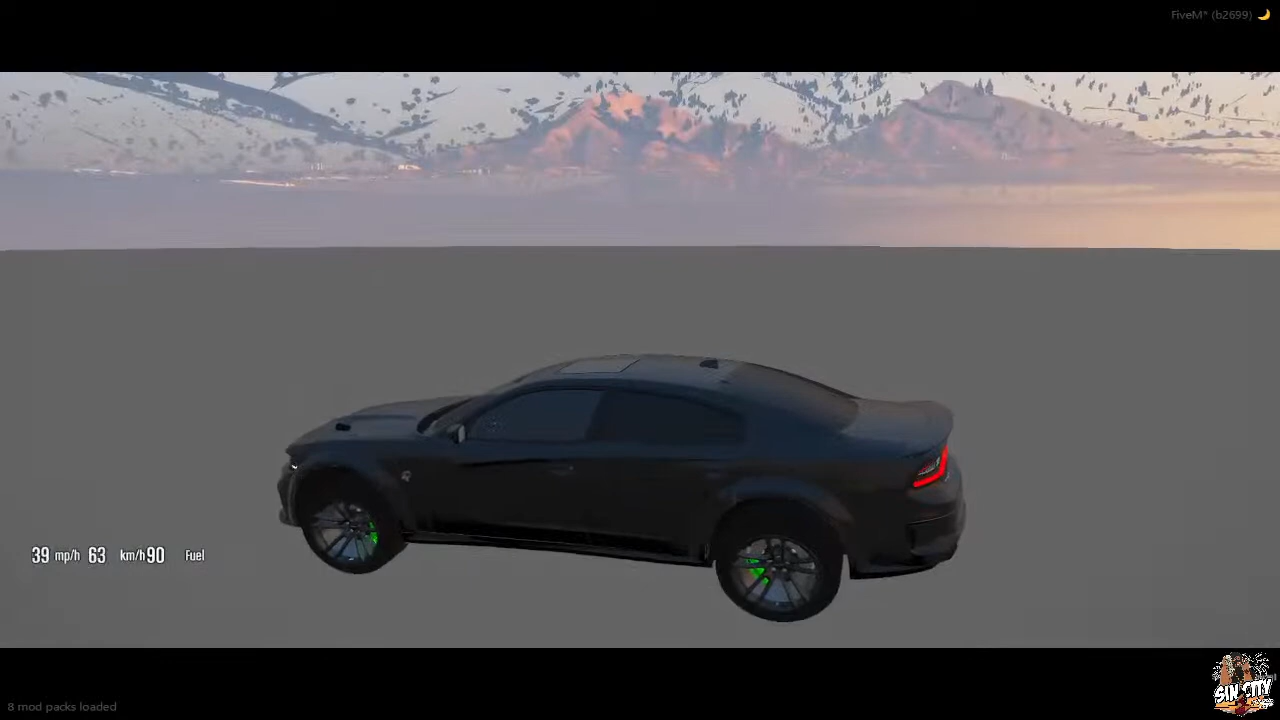 FiveM* (b2699)
39 mp/h 63 km/h 90 Fuel
8 mod packs loaded
SIN CITY